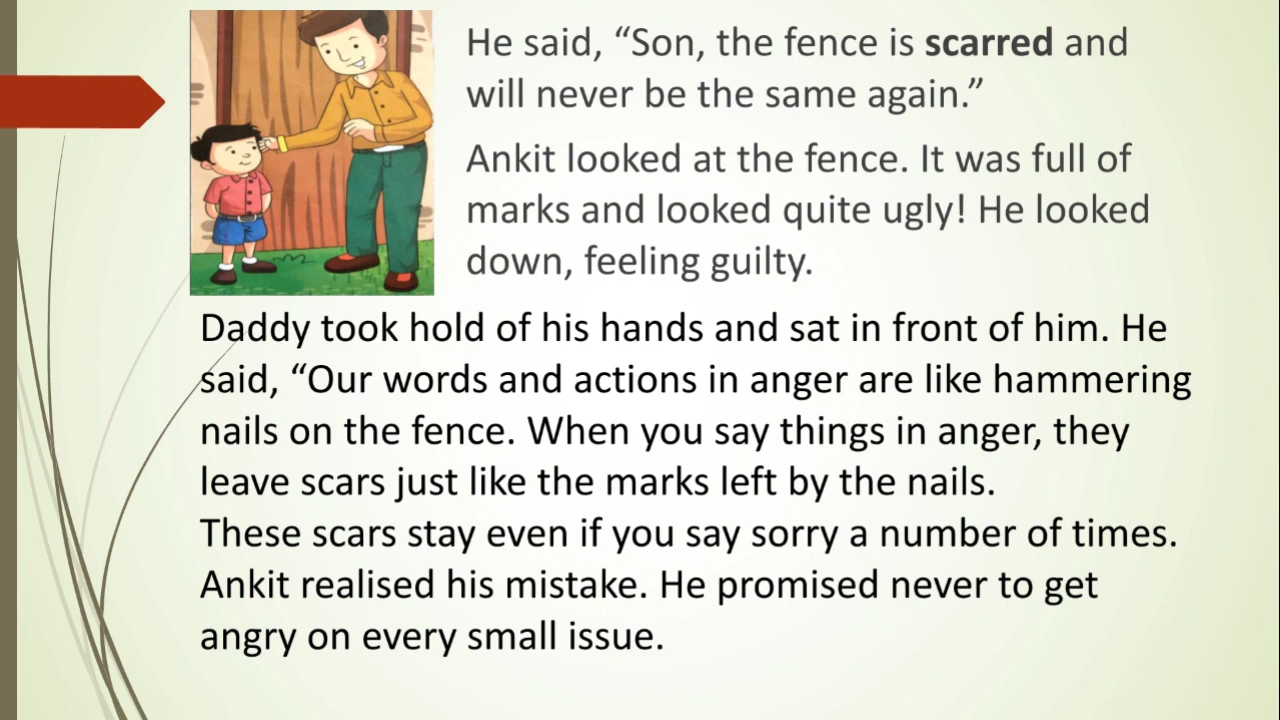 He said, “Son, the fence is scarred and
will never be the same again.”
Ankit looked at the fence. It was full of
marks and looked quite ugly! He looked
down, feeling guilty.
Daddy took hold of his hands and sat in front of him. He
said, “Our words and actions in anger are like hammering
nails on the fence. When you say things in anger, they
leave scars just like the marks left by the nails.
These scars stay even if you say sorry a number of times.
Ankit realised his mistake. He promised never to get
angry on every small issue.